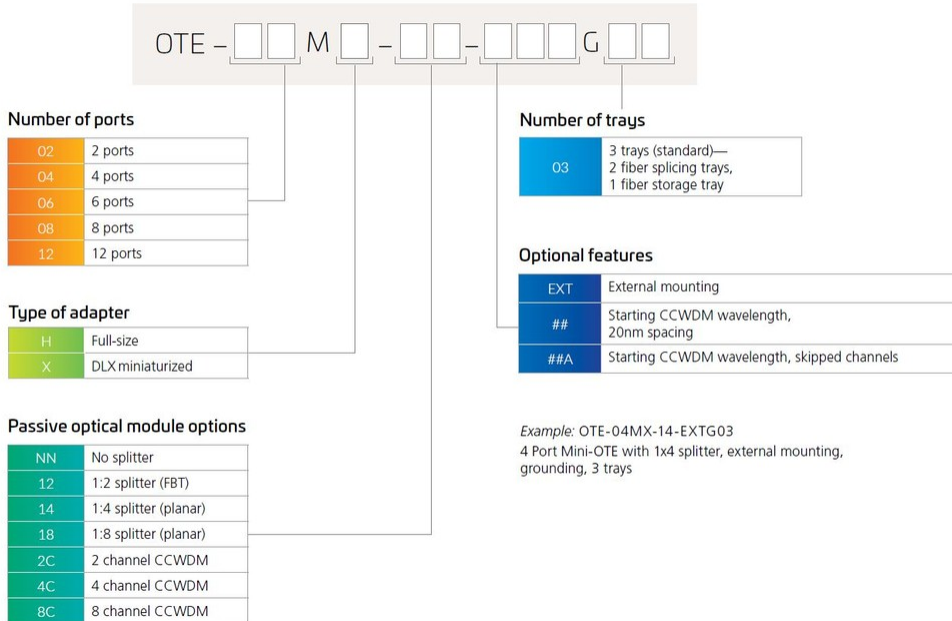 OTE – M – – G
Number of ports
02 2 ports
04 4 ports
06 6 ports
08 8 ports
12 12 ports
Type of adapter
H Full-size
X DLX miniaturized
Passive optical module options
NN No splitter
12 1:2 splitter (FBT)
14 1:4 splitter (planar)
18 1:8 splitter (planar)
2C 2 channel CCWDM
4C 4 channel CCWDM
8C 8 channel CCWDM
Number of trays
03 3 trays (standard)—
2 fiber splicing trays,
1 fiber storage tray
Optional features
EXT External mounting
## Starting CCWDM wavelength,
20nm spacing
##A Starting CCWDM wavelength, skipped channels
Example: OTE-04MX-14-EXTG03
4 Port Mini-OTE with 1x4 splitter, external mounting,
grounding, 3 trays